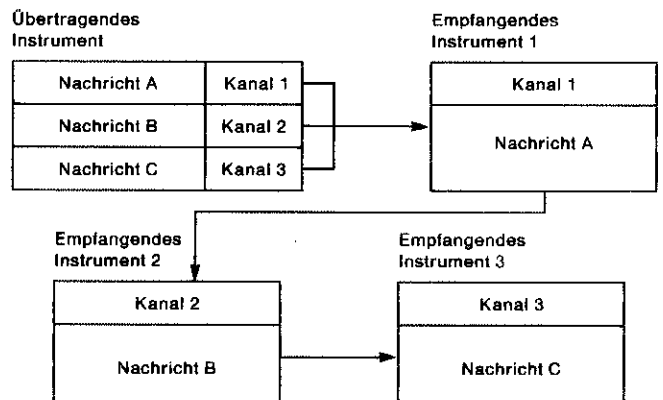 Übertragendes
Instrument
Empfangendes
Instrument 1
Nachricht A
Kanal 1
Kanal 1
Nachricht B
Kanal 2
Nachricht A
Nachricht C
Kanal 3
Empfangendes
Instrument 2
Empfangendes
Instrument 3
Kanal 2
Kanal 3
Nachricht B
Nachricht C